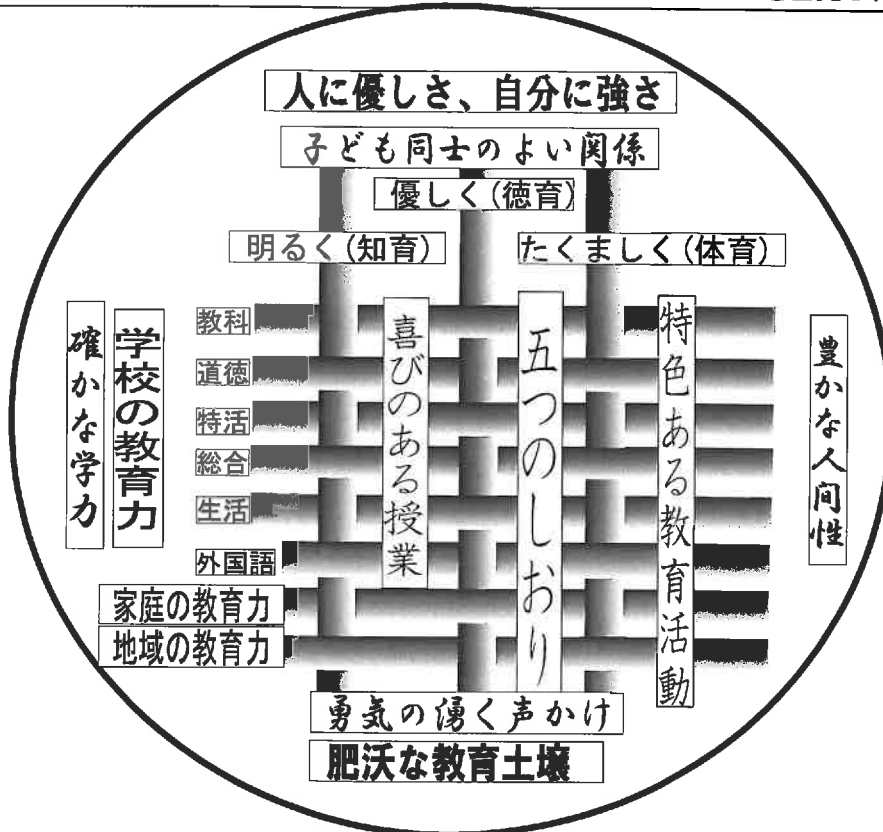 人に優しさ、自分に強さ
子ども同士のよい関係
優しく(徳育)
明るく(知育)
たくましく(体育)
確かな学力
学校の教育力
教科
道徳
特活
総合
生活
外国語
家庭の教育力
地域の教育力
喜びのある授業
五つのしおり
特色ある教育活動
豊かな人间性
勇気の湧く声かけ
肥沃な教育土壌